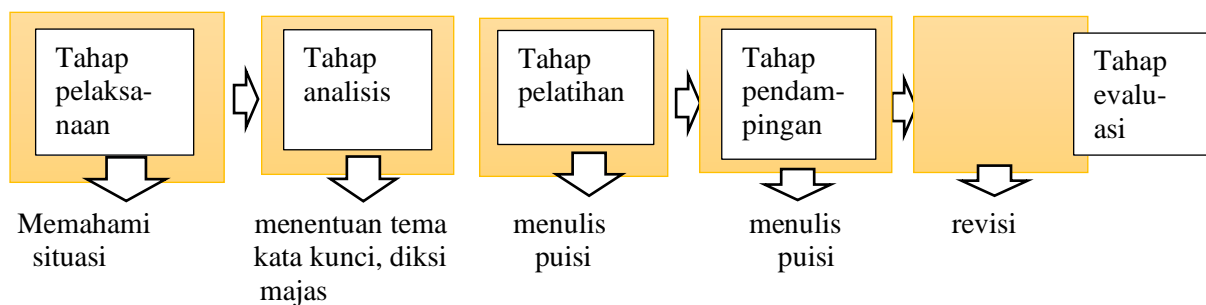 Tahap
pelaksa-
naan
Tahap
analisis
Tahap
pelatihan
Tahap
pendam-
pingan
Tahap
evalu-
asi
Memahami
situasi
menentuan tema
kata kunci, diksi
majas
menulis
puisi
menulis
puisi
revisi